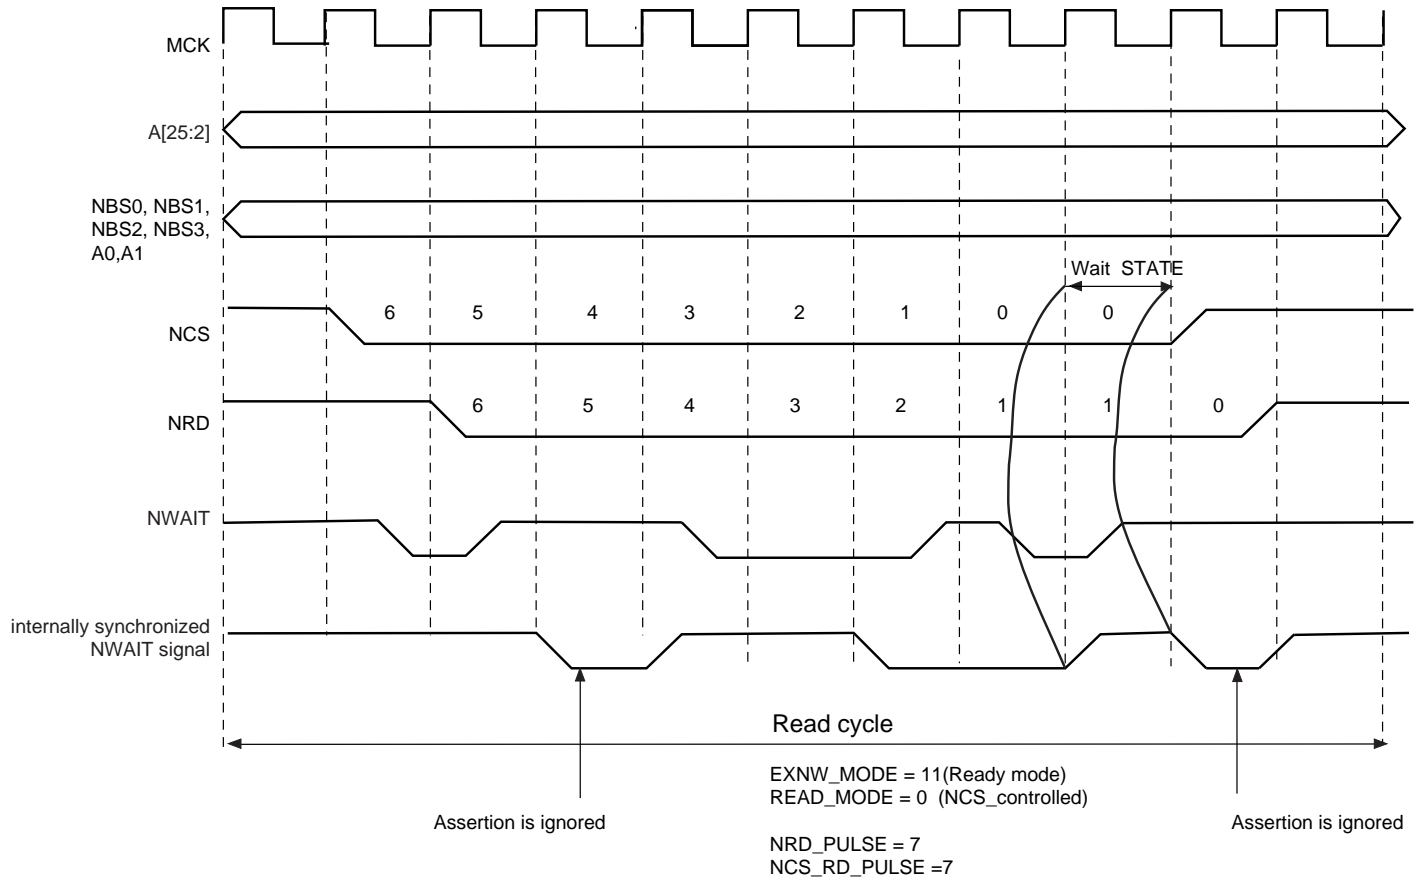 MCK
A[25:2]
NBS0, NBS1,
NBS2, NBS3,
A0,A1
Wait STATE
NCS
6 5 4 3 2 1 0 0
NRD
6 5 4 3 2 1 1 0
NWAIT
internally synchronized
NWAIT signal
Read cycle
EXNW_MODE = 11(Ready mode)
READ_MODE = 0 (NCS_controlled)
Assertion is ignored
Assertion is ignored
NRD_PULSE = 7
NCS_RD_PULSE =7